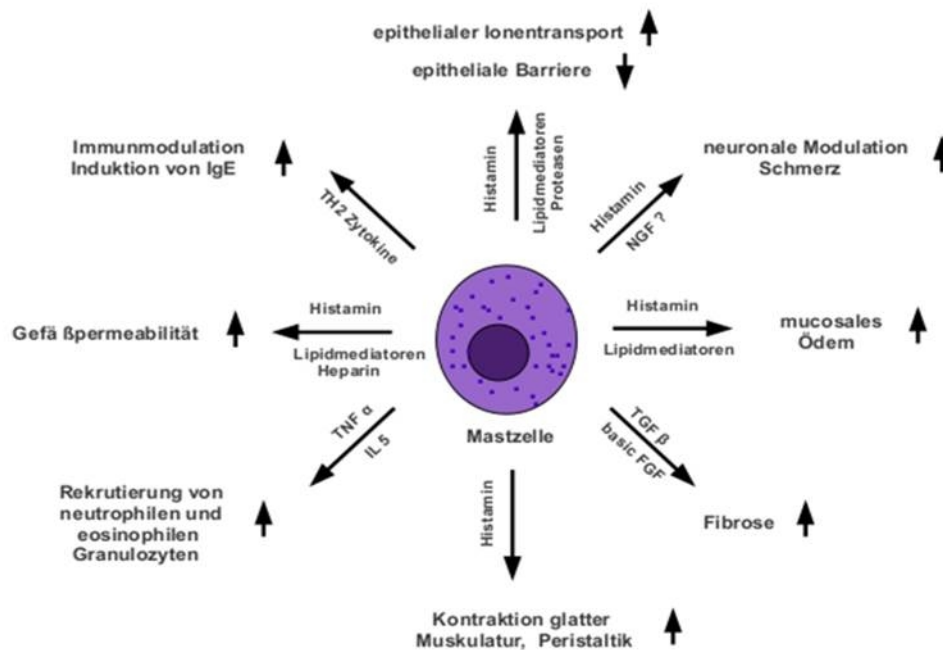 epithelialer Ionentransport
epitheliale Barriere
Histamin
Lipidmediatoren
Proteasen
Immunmodulation
Induktion von IgE
TH2 Zytokine
neuronale Modulation
Schmerz
Histamin
NGF ?
Gefä ßpermeabilität
Histamin
Lipidmediatoren
Heparin
Histamin
Lipidmediatoren
mucosales
Ödem
Mastzelle
TNF α
IL 5
TGF β
basic FGF
Rekrutierung von
neutrophilen und
eosinophilen
Granulozyten
Histamin
Fibrose
Kontraktion glatter
Muskulatur, Peristaltik